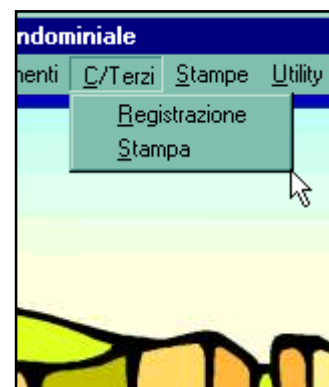 ndominiale
nenti C/Terzi Stampe Utility
Registrazione
Stampa